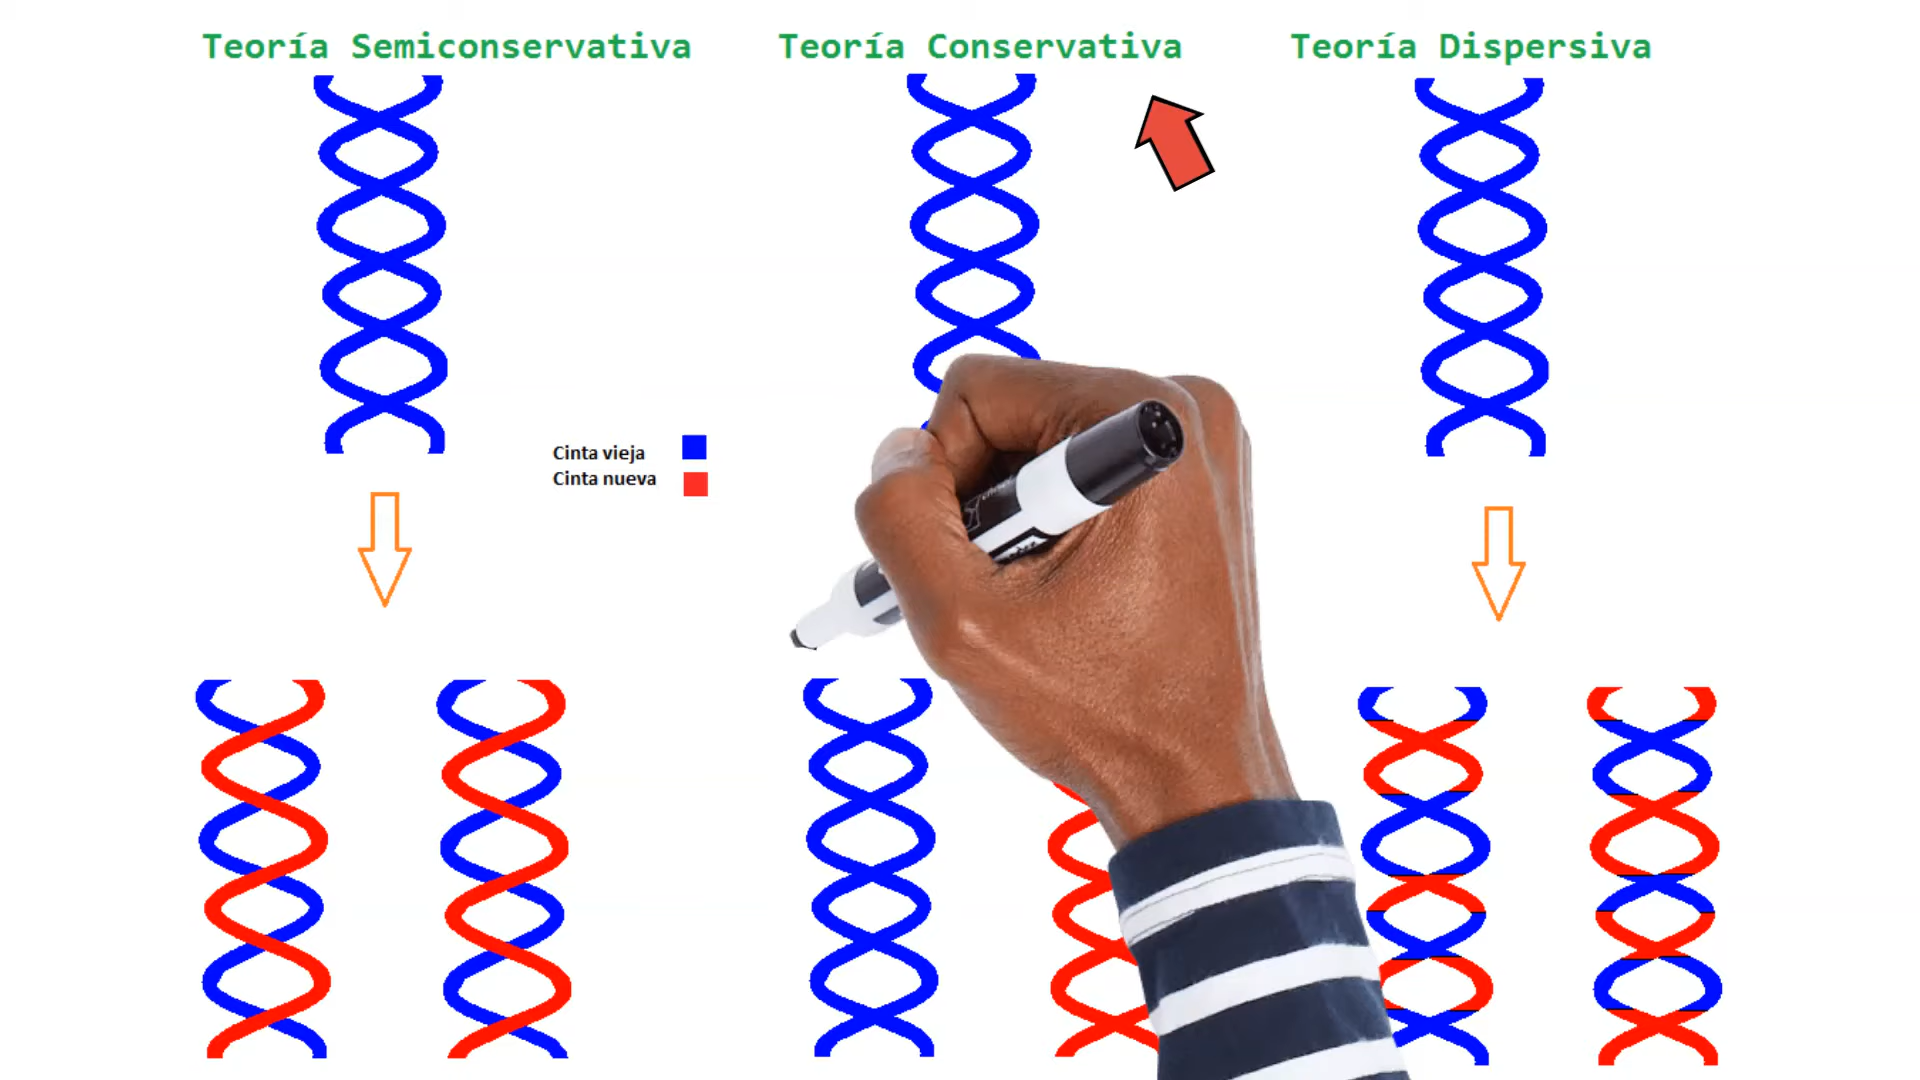 Teoría Semiconservativa
Teoría Conservativa
Teoría Dispersiva
Cinta vieja
Cinta nueva